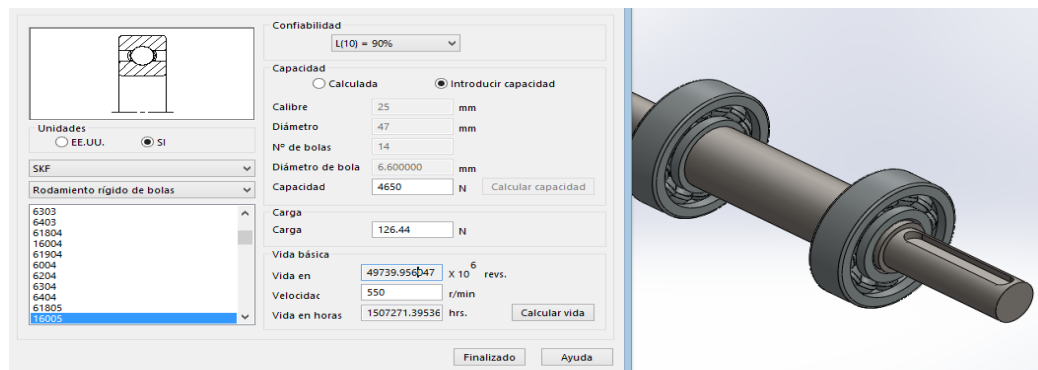 Confiabilidad
L(10) = 90%
Capacidad
Calculada Introducir capacidad
Calibre 25 mm
Diámetro 47 mm
Nº de bolas 14
Diámetro de bola 6.600000 mm
Capacidad 4650 N Calcular capacidad
Carga
Carga 126.44 N
Vida básica
Vida en 49739.956047 X 10⁶ revs.
Velocidac 550 r/min
Vida en horas 1507271.39536 hrs. Calcular vida
Unidades
EE.UU. SI
SKF
Rodamiento rígido de bolas
6303
6403
61804
16004
61904
6004
6204
6304
6404
61805
16005
Finalizado Ayuda